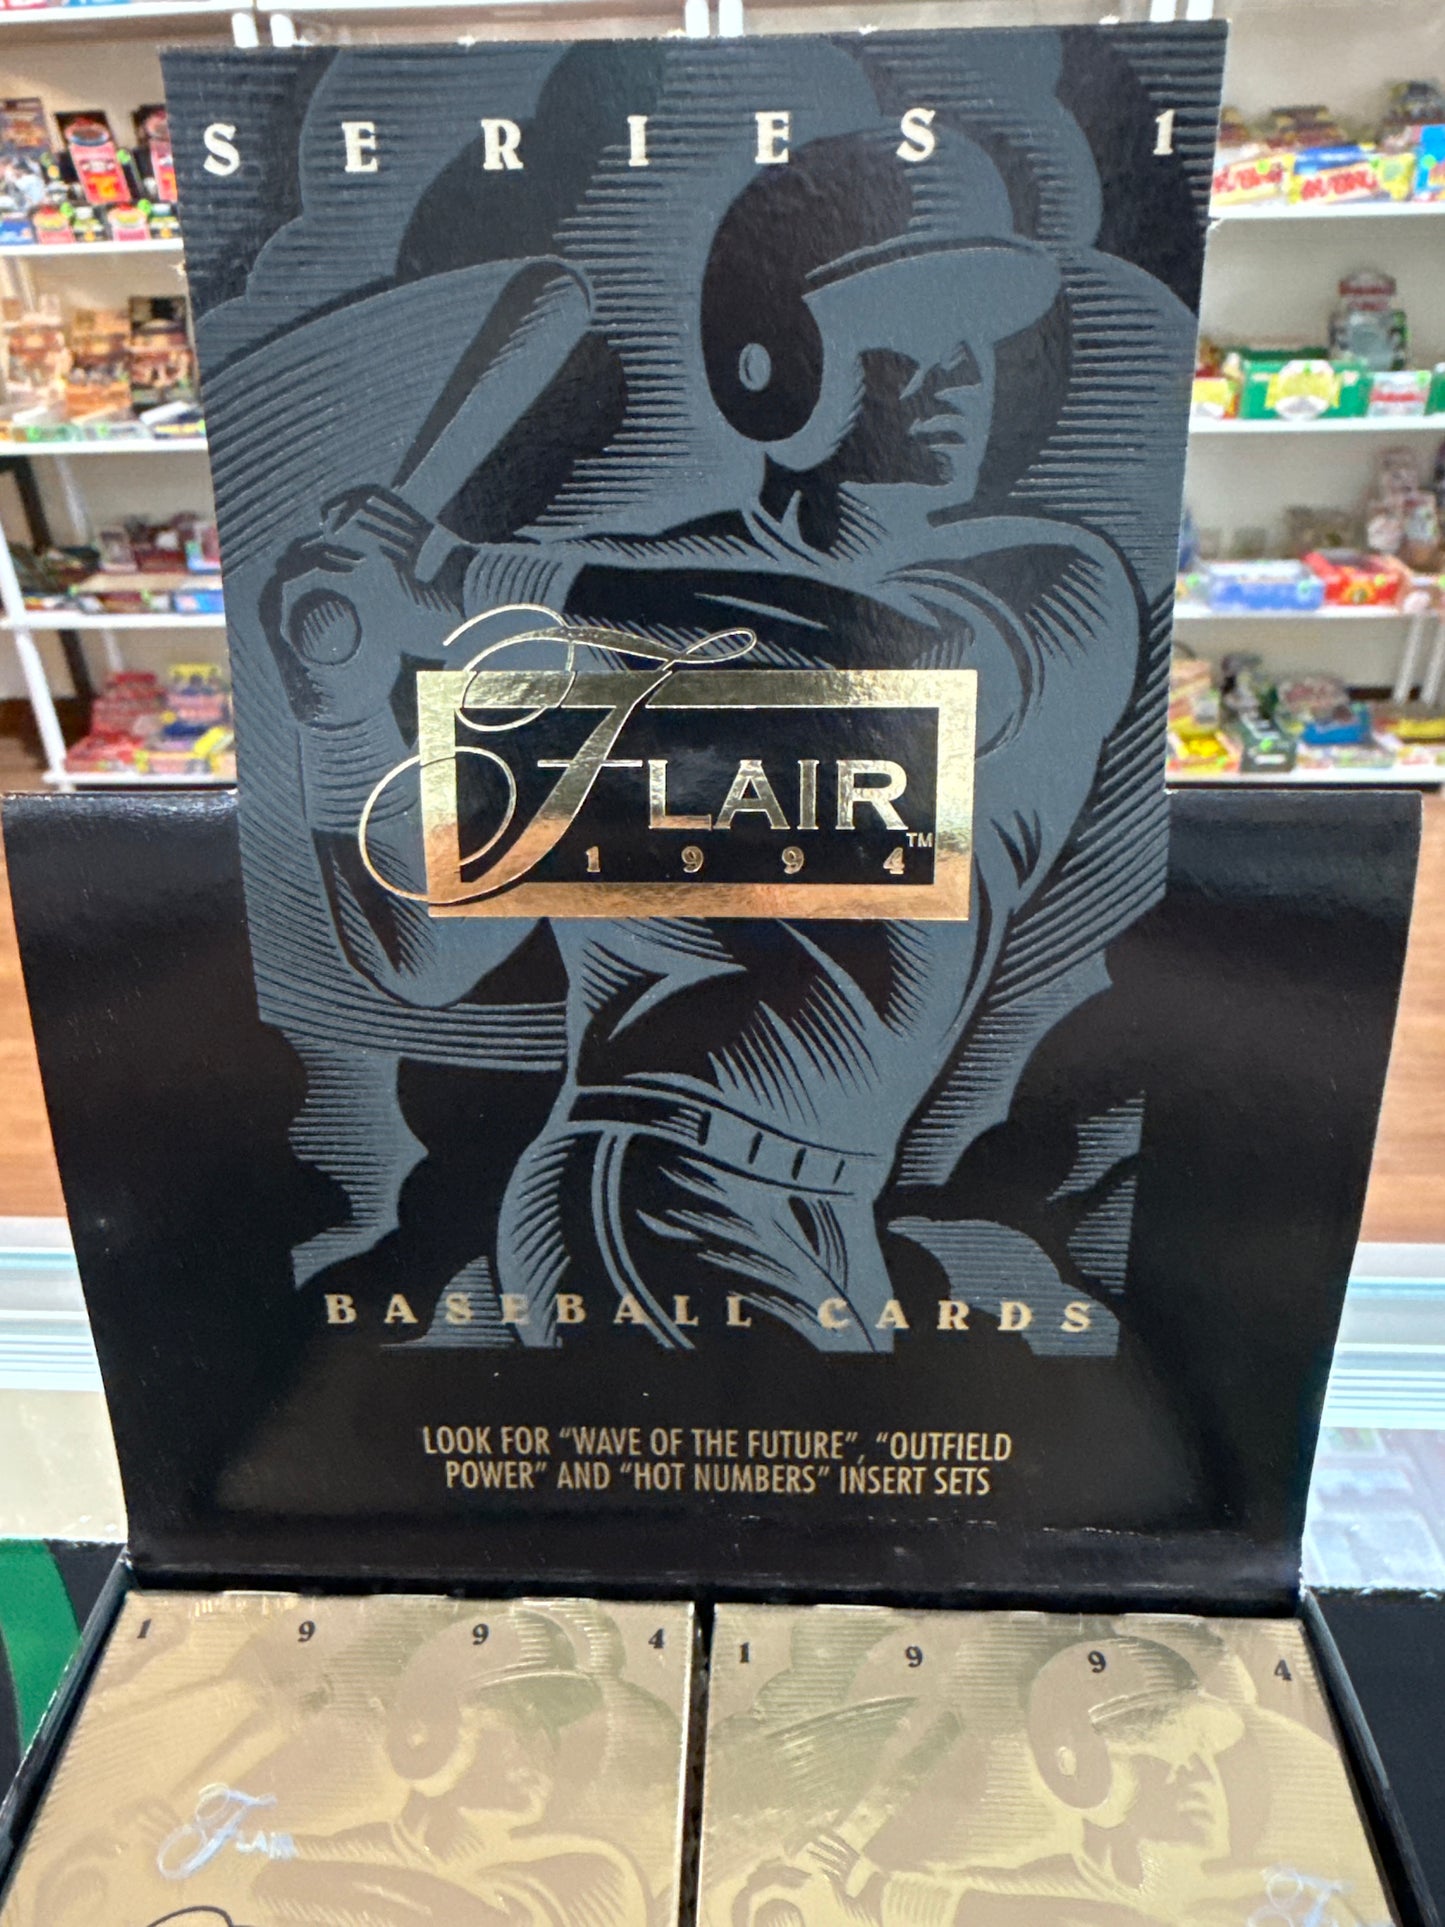 SERIES 1
FLAIR™
1994
BASEBALL CARDS
LOOK FOR “WAVE OF THE FUTURE”, “OUTFIELD
POWER” AND “HOT NUMBERS” INSERT SETS
1994
1994
FLAIR